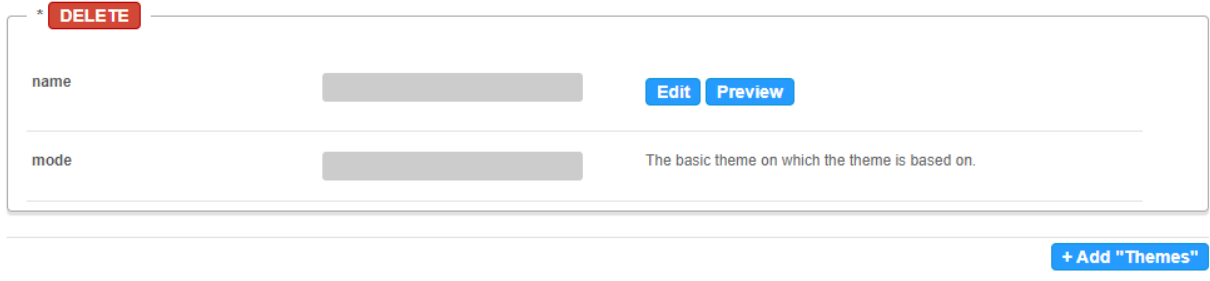 * DELETE
name
Edit Preview
mode
The basic theme on which the theme is based on.
+ Add "Themes"